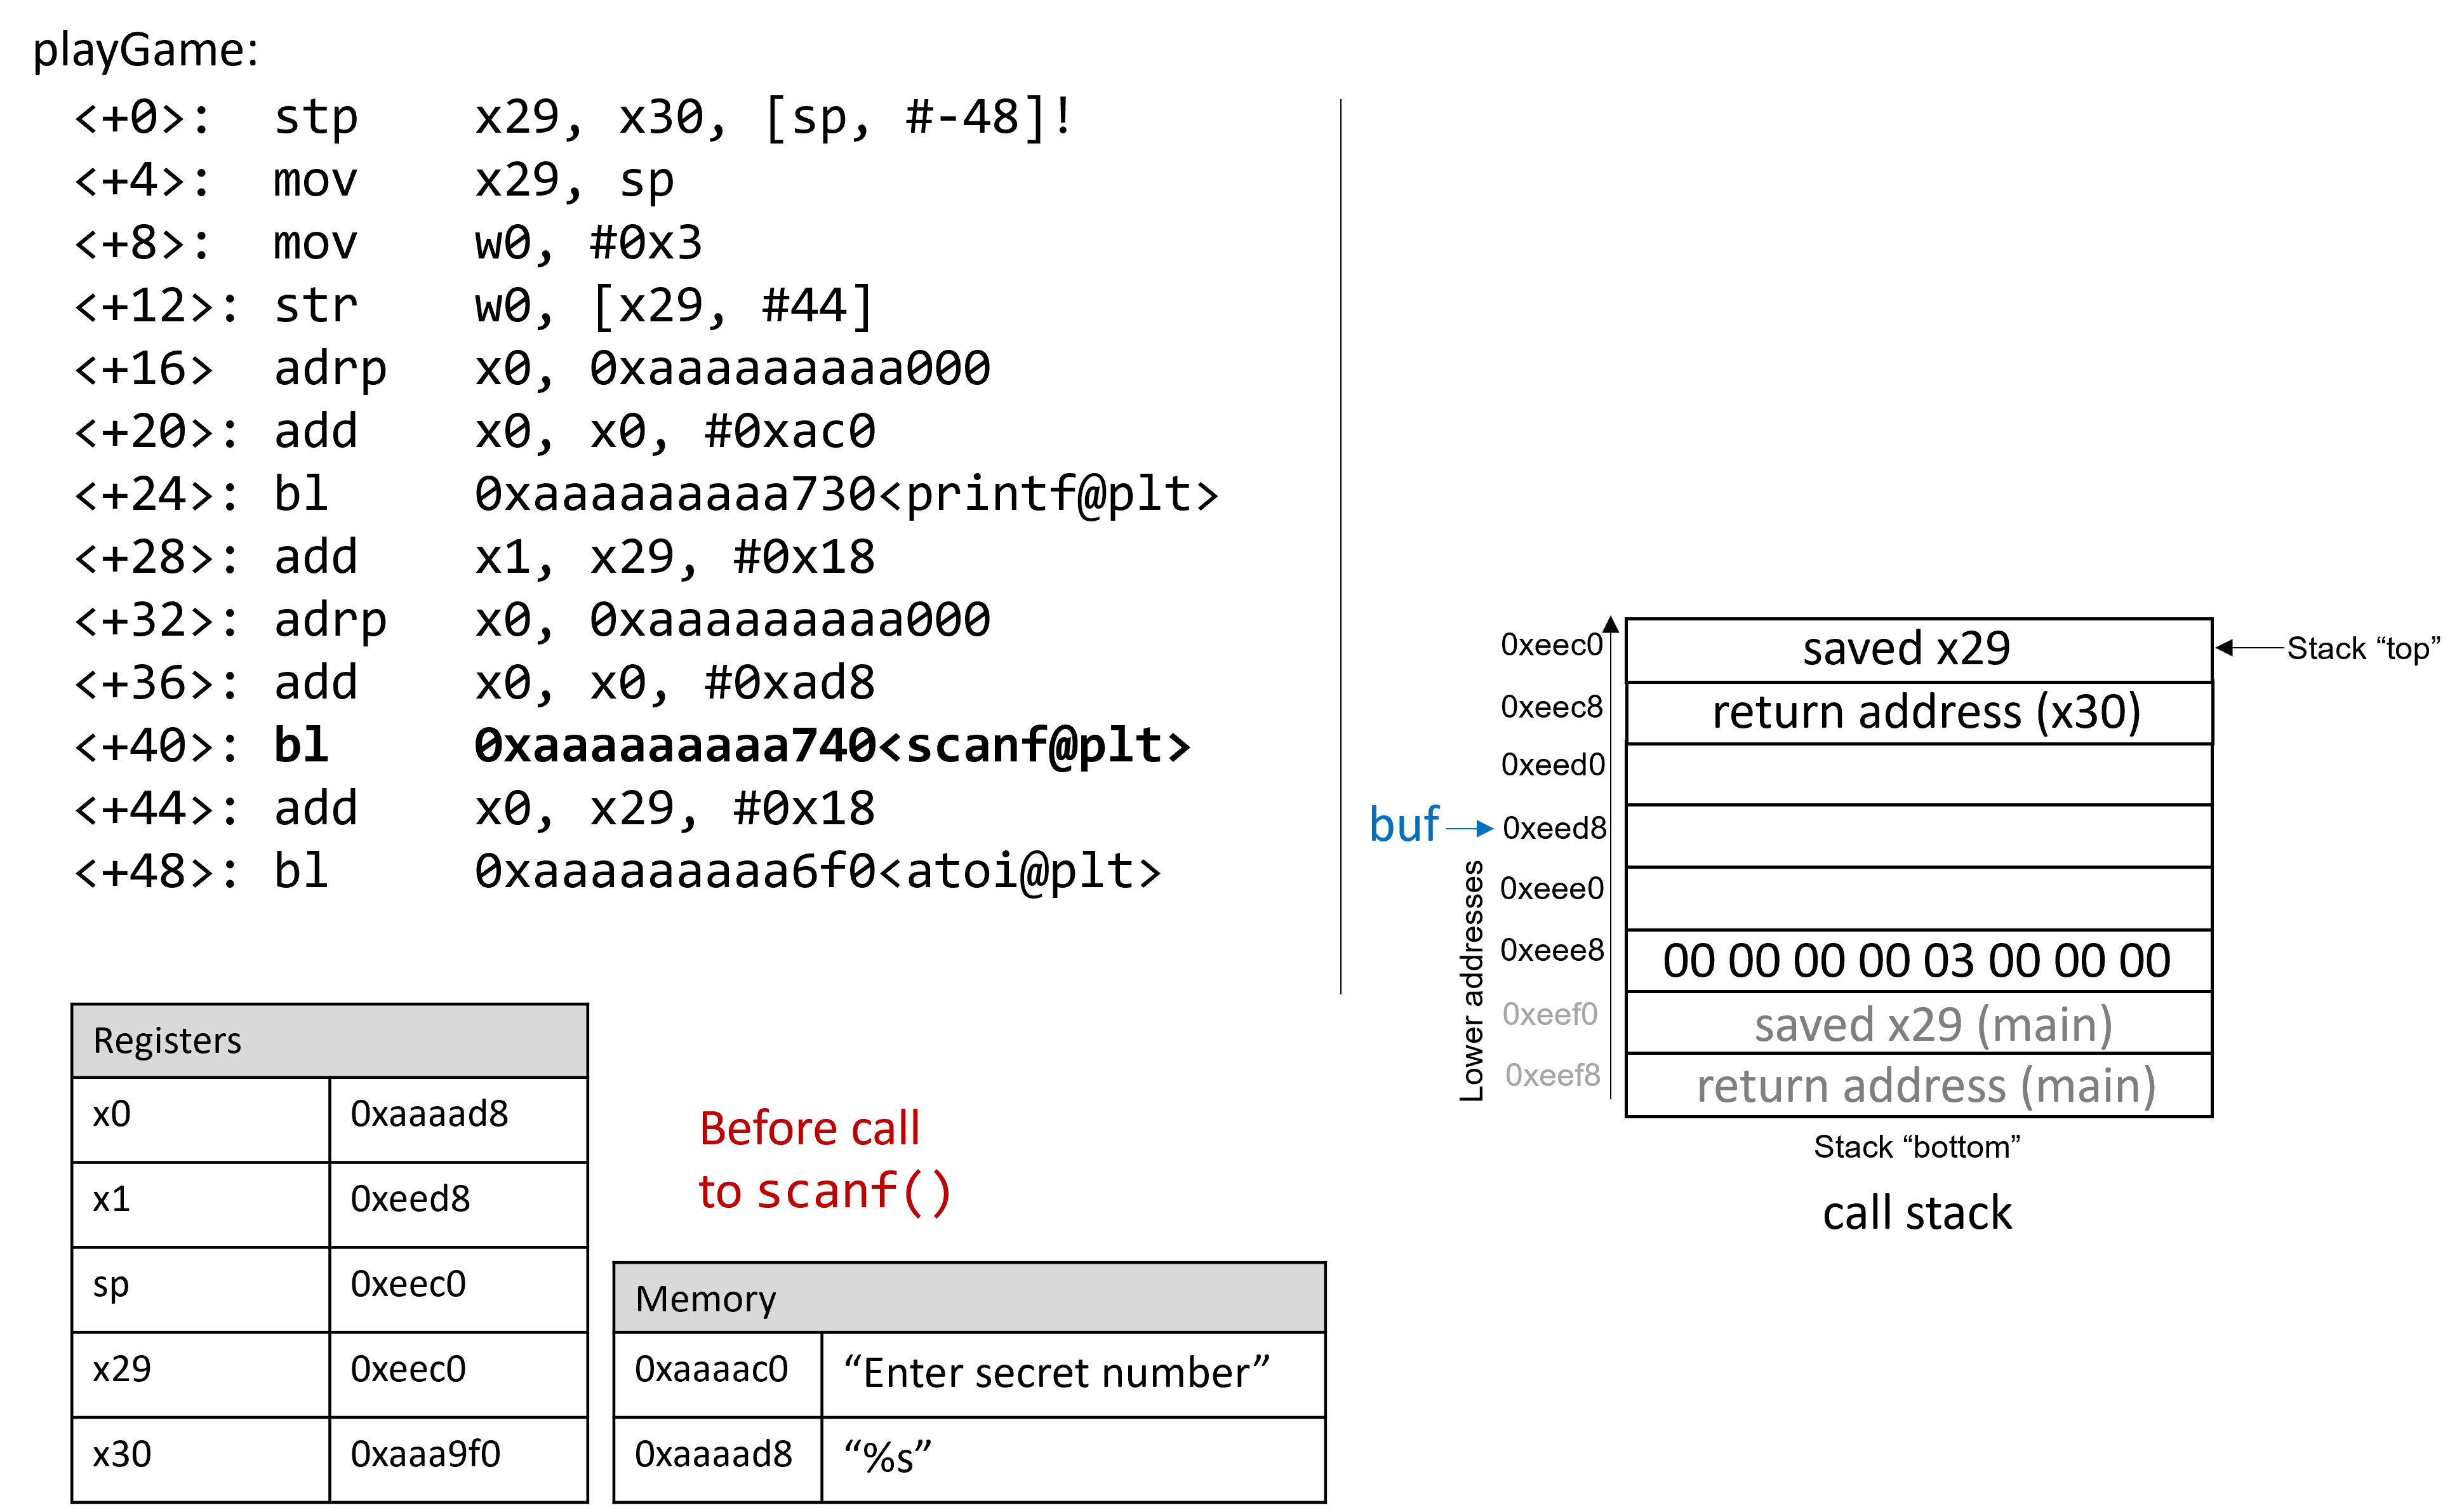 playGame:
<+0>: stp x29, x30, [sp, #-48]!
<+4>: mov x29, sp
<+8>: mov w0, #0x3
<+12>: str w0, [x29, #44]
<+16> adrp x0, 0xaaaaaaaaa000
<+20>: add x0, x0, #0xac0
<+24>: bl 0xaaaaaaaaa730<printf@plt>
<+28>: add x1, x29, #0x18
<+32>: adrp x0, 0xaaaaaaaaa000
<+36>: add x0, x0, #0xad8
<+40>: bl 0xaaaaaaaaa740<scanf@plt>
<+44>: add x0, x29, #0x18
<+48>: bl 0xaaaaaaaaa6f0<atoi@plt>
Registers
x0 0xaaaad8
x1 0xeed8
sp 0xeec0
x29 0xeec0
x30 0xaaa9f0
Before call
to scanf()
Memory
0xaaaac0 “Enter secret number”
0xaaaad8 “%s”
0xeec0 saved x29
Stack “top”
0xeec8 return address (x30)
0xeed0
buf
0xeed8
0xeee0
0xeee8 00 00 00 00 03 00 00 00
0xeef0 saved x29 (main)
0xeef8 return address (main)
Lower addresses
Stack “bottom”
call stack